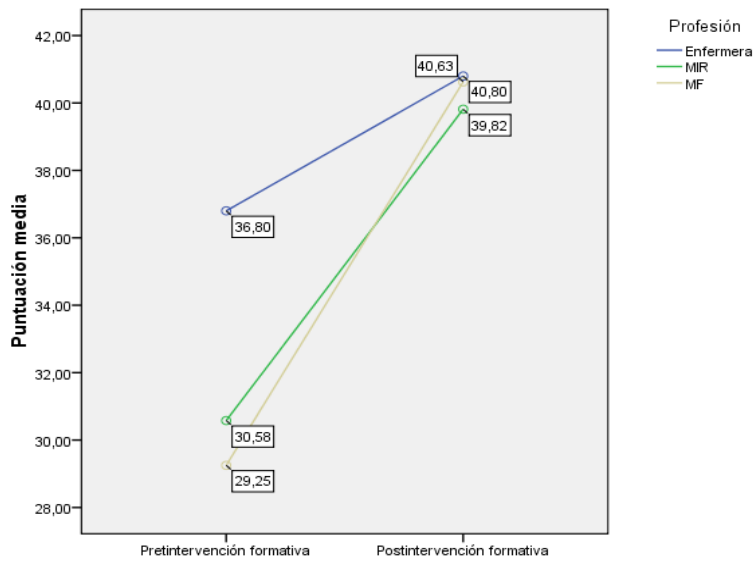 Profesión
Enfermera
MIR
MF
Puntuación media
42,00
40,00
38,00
36,00
34,00
32,00
30,00
28,00
40,63
40,80
39,82
36,80
30,58
29,25
Pretintervención formativa
Postintervención formativa